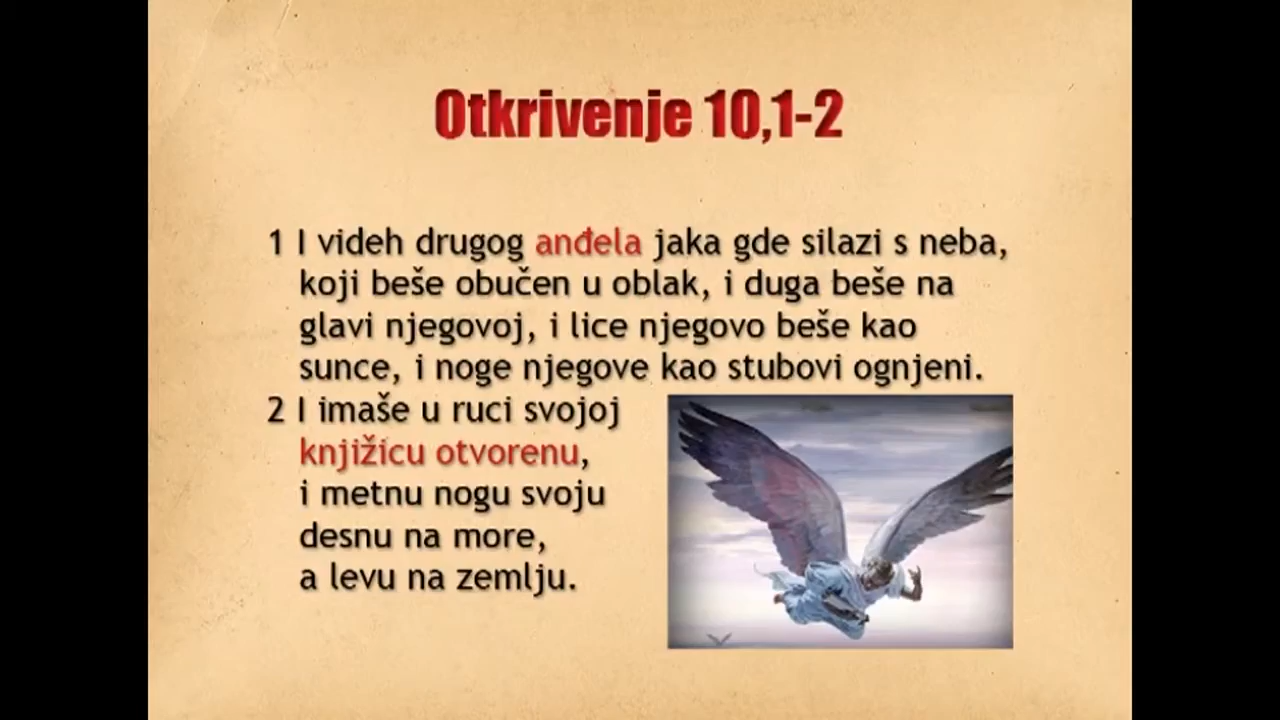 Otkrivenje 10,1-2
1 I videh drugog anđela jaka gde silazi s neba,
koji beše obučen u oblak, i duga beše na
glavi njegovoj, i lice njegovo beše kao
sunce, i noge njegove kao stubovi ognjeni.
2 I imaše u ruci svojoj
knjižicu otvorenu,
i metnu nogu svoju
desnu na more,
a levu na zemlju.